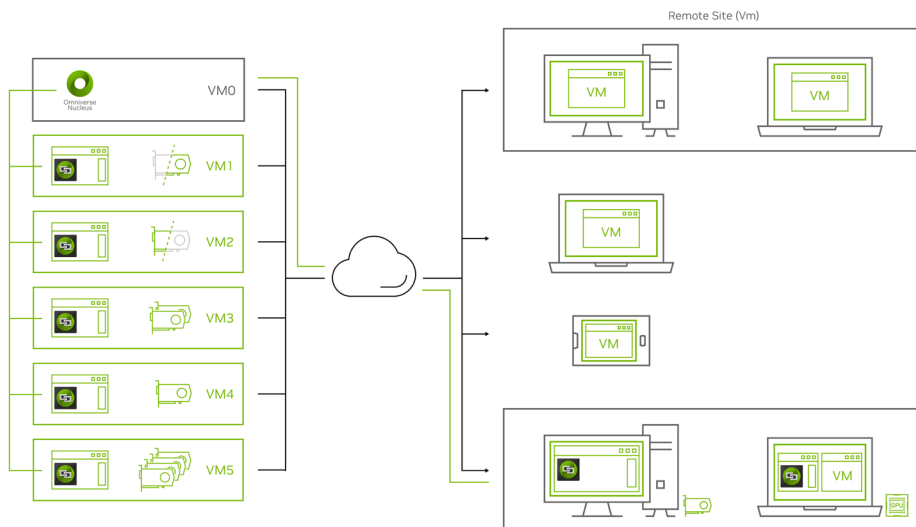 Remote Site (Vm)
Omniverse
Nucleus
VM0
VM1
VM2
VM3
VM4
VM5
VM
VM
VM
VM
VM
GPU